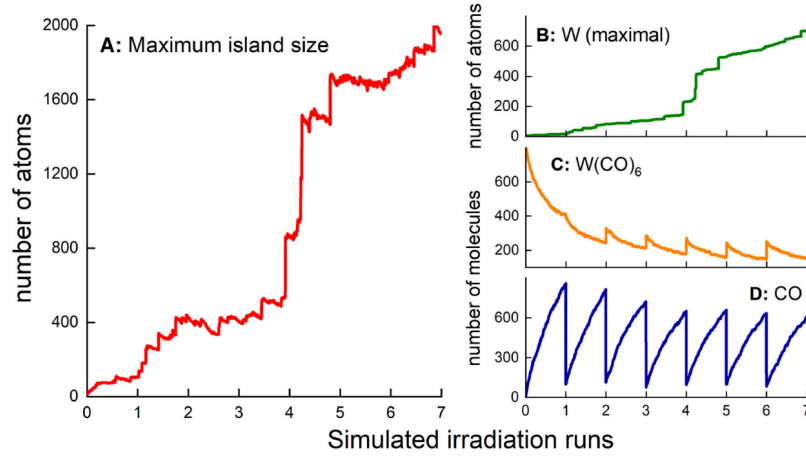 A: Maximum island size
number of atoms
2000
1600
1200
800
400
0
0 1 2 3 4 5 6 7
B: W (maximal)
number of atoms
600
400
200
0
C: W(CO)6
number of molecules
600
400
200
D: CO
600
300
0
0 1 2 3 4 5 6 7
Simulated irradiation runs